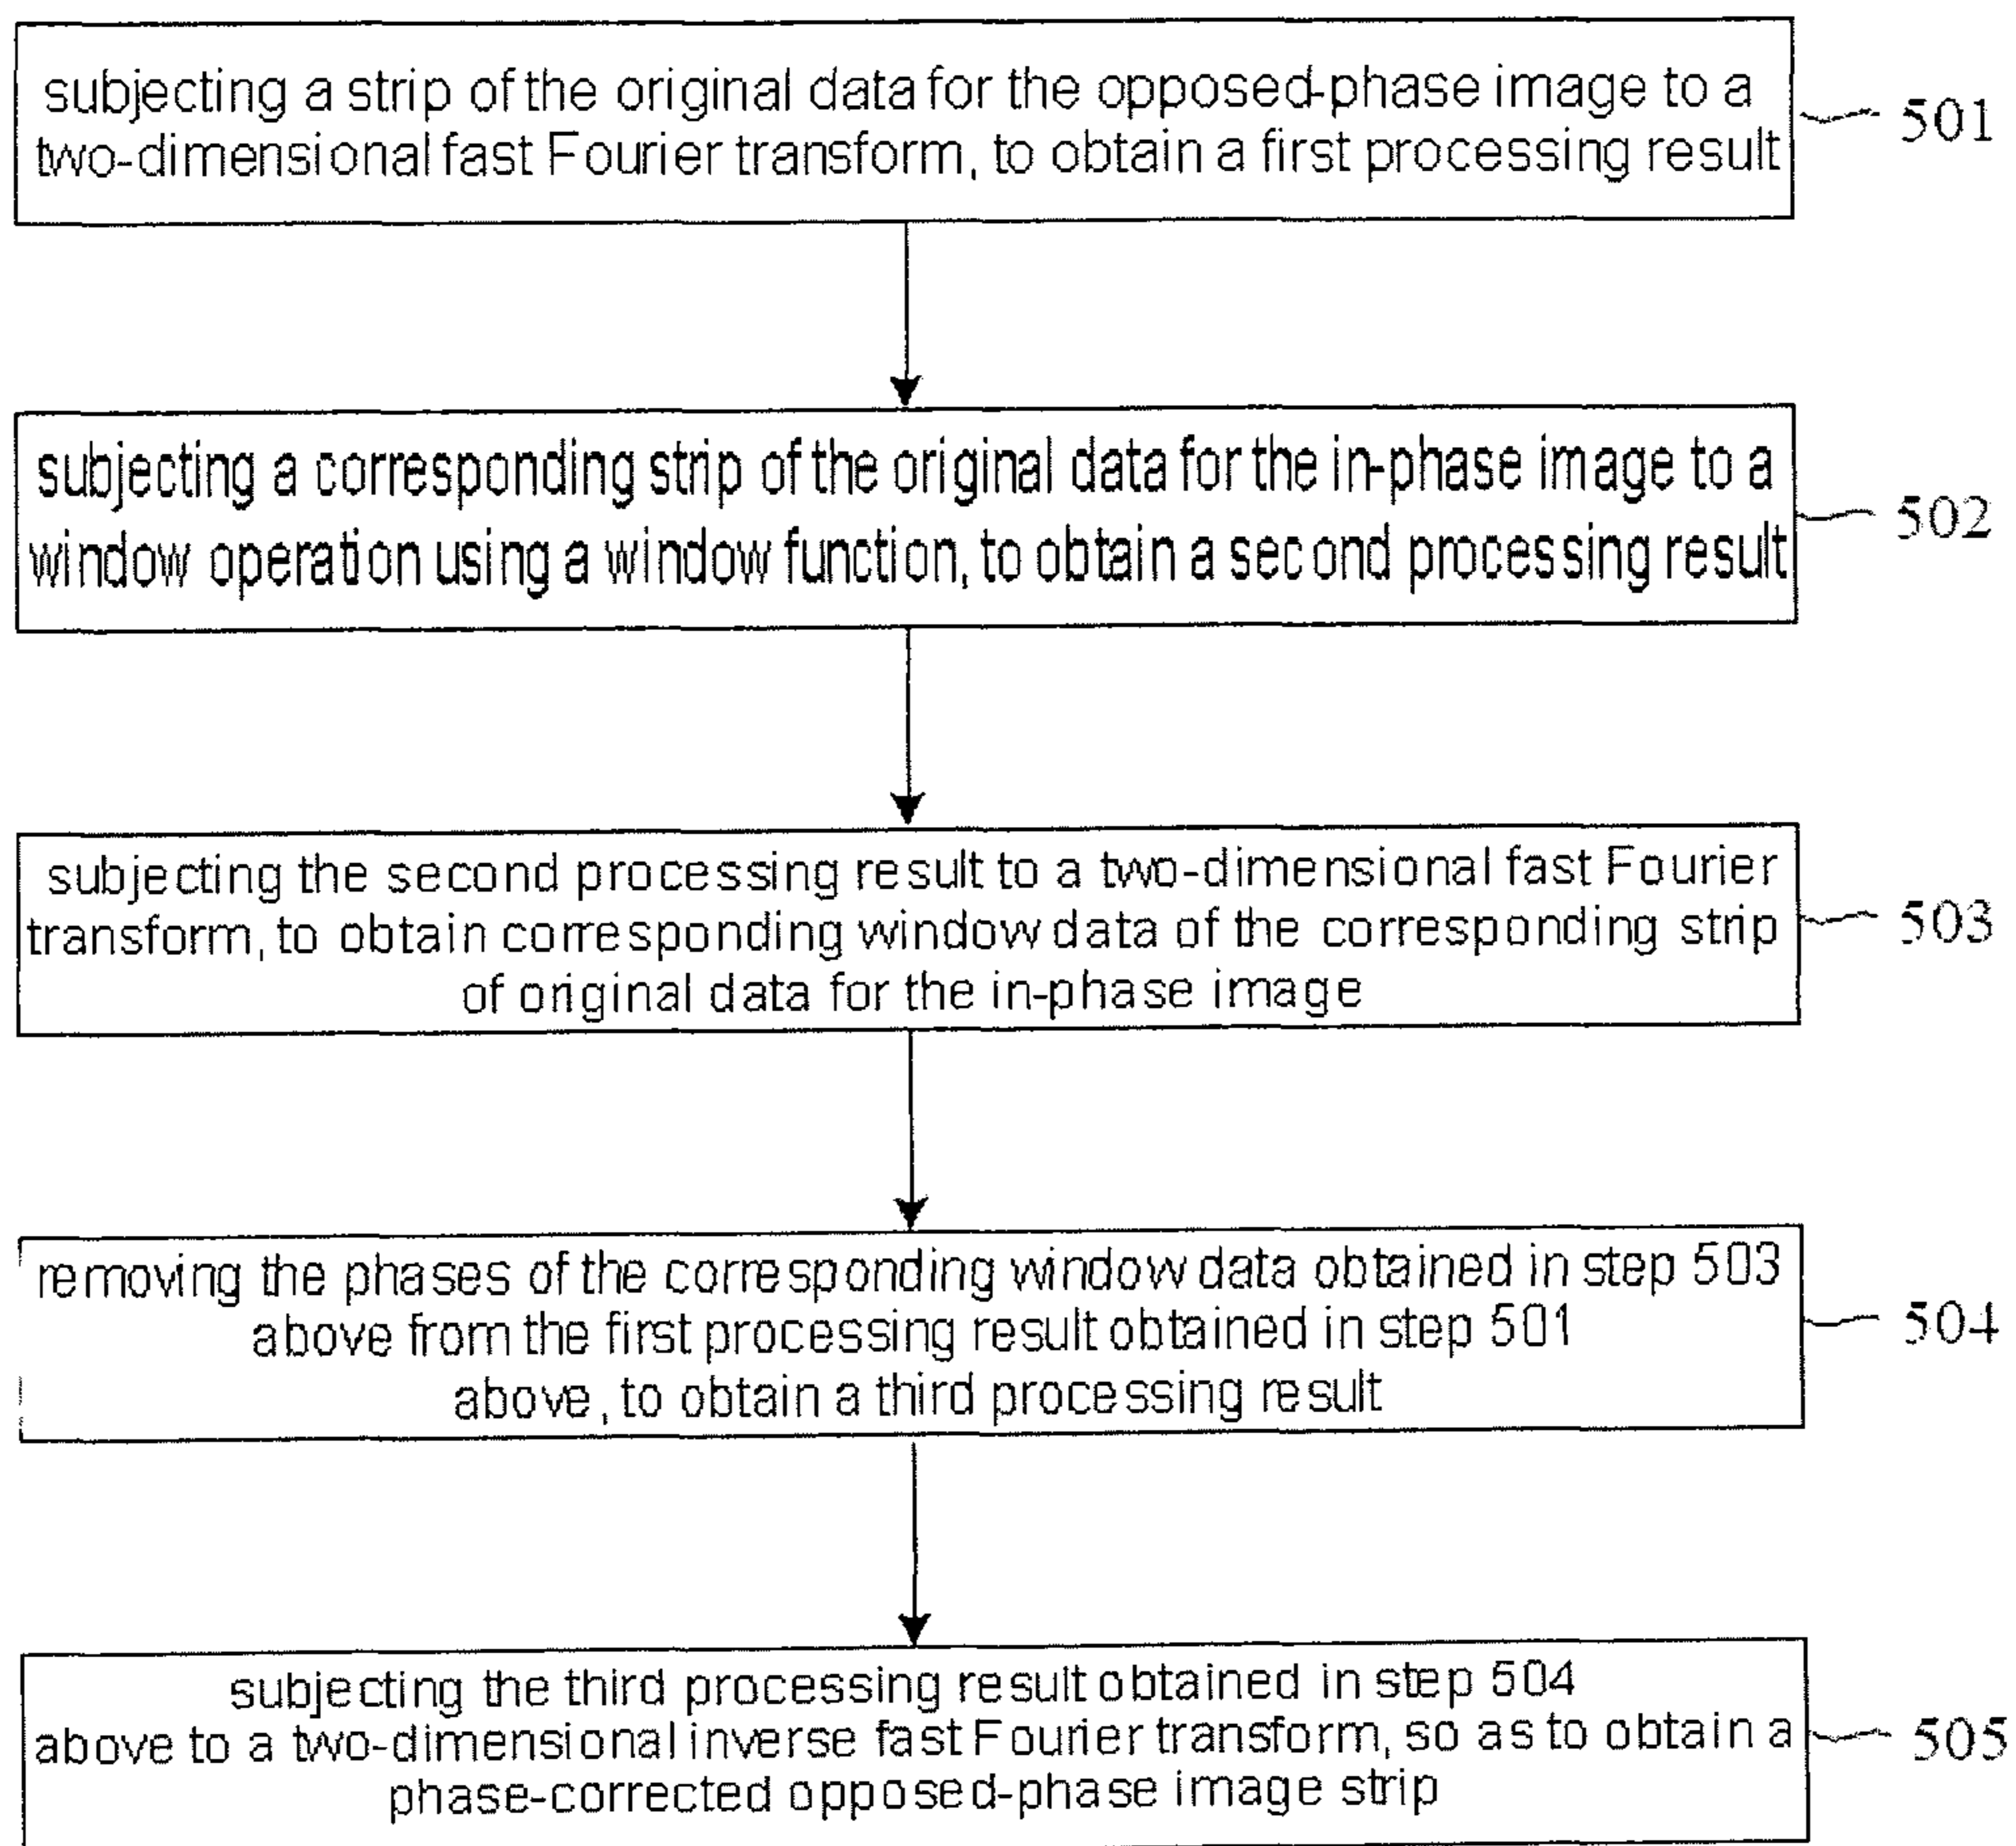 subjecting a strip of the original data for the opposed-phase image to a
two-dimensional fast Fourier transform, to obtain a first processing result
501
subjecting a corresponding strip of the original data for the in-phase image to a
window operation using a window function, to obtain a second processing result
502
subjecting the second processing result to a two-dimensional fast Fourier
transform, to obtain corresponding window data of the corresponding strip
of original data for the in-phase image
503
removing the phases of the corresponding window data obtained in step 503
above from the first processing result obtained in step 501
above, to obtain a third processing result
504
subjecting the third processing result obtained in step 504
above to a two-dimensional inverse fast Fourier transform, so as to obtain a
phase-corrected opposed-phase image strip
505